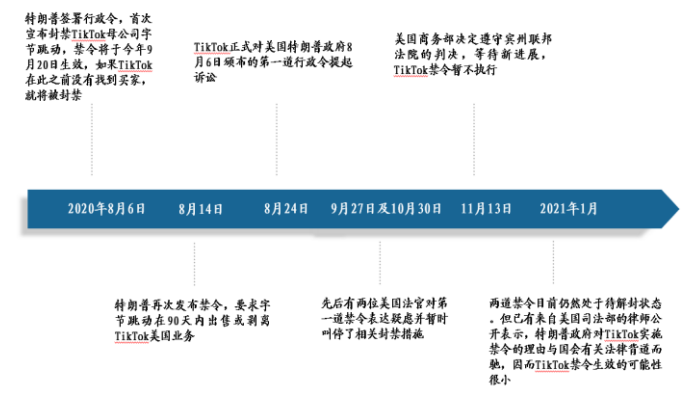 特朗普签署行政令，首次
宣布封禁TikTok母公司字
节跳动，禁令将于今年9
月20日生效，如果TikTok
在此之前没有找到买家，
就将被封禁
TikTok正式对美国特朗普政府8
月6日颁布的第一道行政令提起
诉讼
美国商务部决定遵守宾州联邦
法院的判决，等待新进展，
TikTok禁令暂不执行
2020年8月6日
8月14日
8月24日
9月27日及10月30日
11月13日
2021年1月
特朗普再次发布禁令，要求字
节跳动在90天内出售或剥离
TikTok美国业务
先后有两位美国法官对第
一道禁令表达疑虑并暂时
叫停了相关封禁措施
两道禁令目前仍然处于待解封状态
。但已有来自美国司法部的律师公
开表示，特朗普政府对TikTok实施
禁令的理由与国会有关法律背道而
驰，因而TikTok禁令生效的可能性
很小